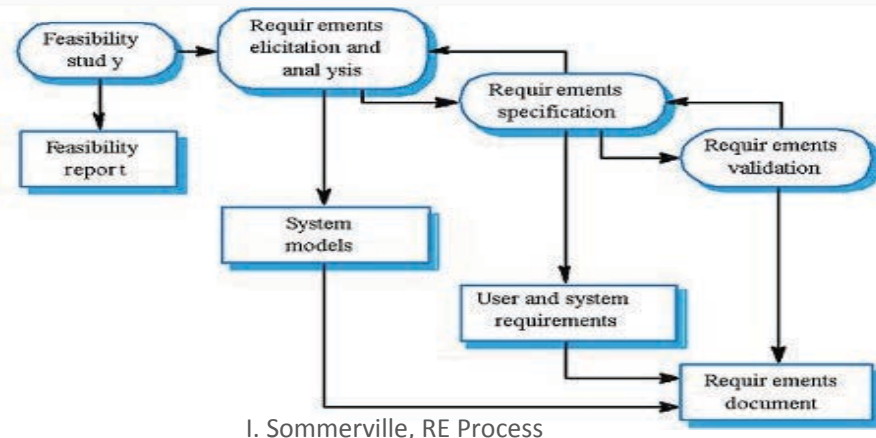 Feasibility
stud y
Requir ements
elicitation and
anal ysis
Requir ements
specification
Requir ements
validation
Feasibility
repor t
System
models
User and system
requirements
Requir ements
document
I. Sommerville, RE Process